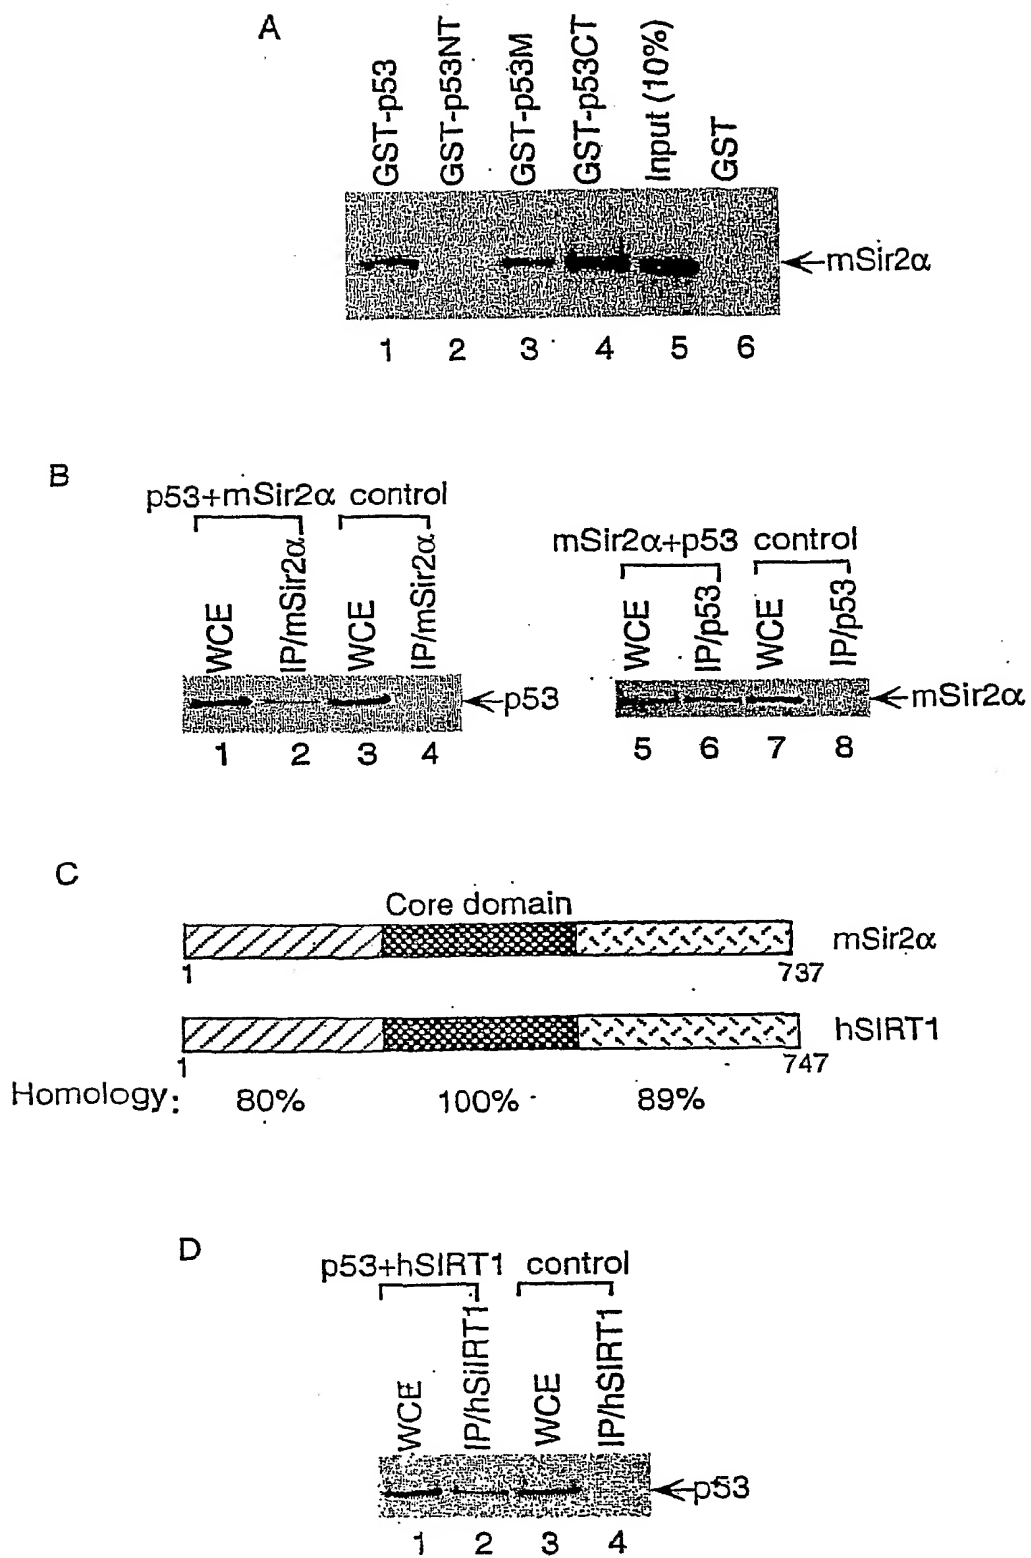 A
GST-p53
GST-p53NT
GST-p53M
GST-p53CT
Input (10%)
GST
mSir2α
1 2 3 4 5 6
B
p53+mSir2α control
WCE
IP/mSir2α
WCE
IP/mSir2α
p53
1 2 3 4
mSir2α+p53 control
WCE
IP/p53
WCE
IP/p53
mSir2α
5 6 7 8
C
Core domain
mSir2α
1 737
hSIRT1
1 747
Homology: 80% 100% 89%
D
p53+hSIRT1 control
WCE
IP/hSiIRT1
WCE
IP/hSIRT1
p53
1 2 3 4